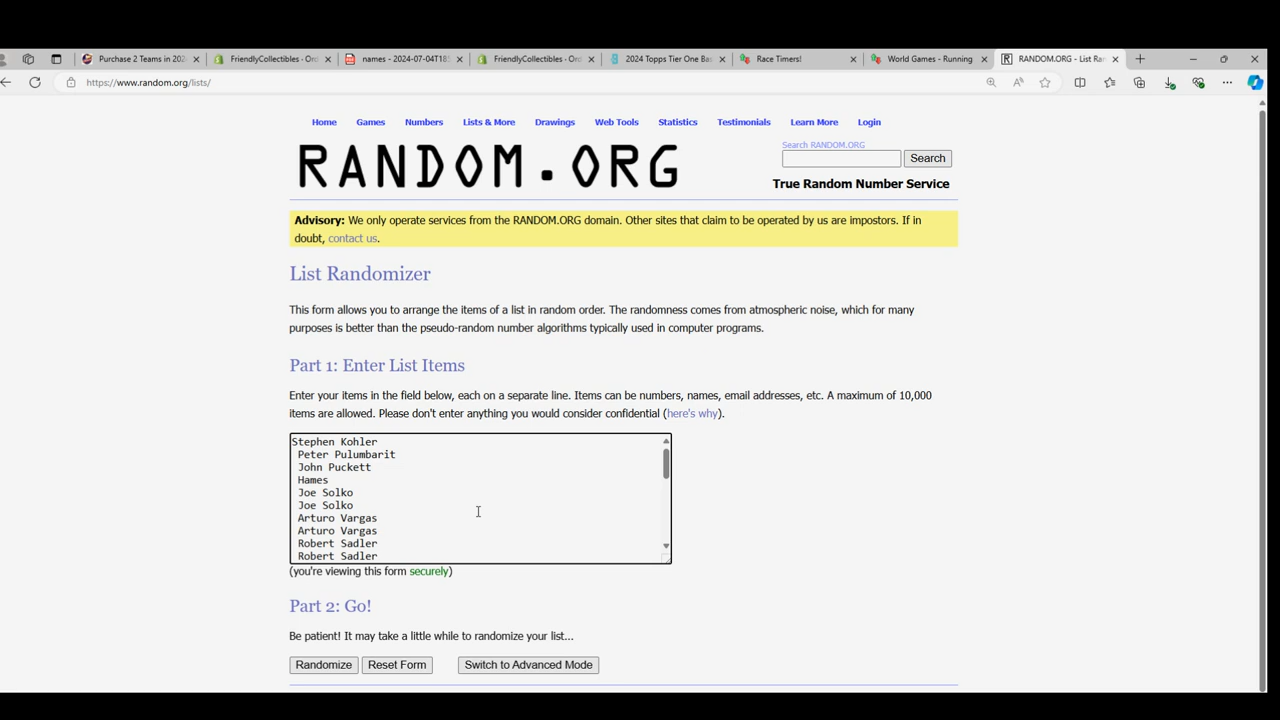 Purchase 2 Teams in 202
FriendlyCollectibles · Ord
names - 2024-07-04T185
FriendlyCollectibles · Ord
2024 Topps Tier One Bas
Race Timers!
World Games - Running
RANDOM.ORG - List Ran
https://www.random.org/lists/
Home Games Numbers Lists & More Drawings Web Tools Statistics Testimonials Learn More Login
RANDOM.ORG
Search RANDOM.ORG
Search
True Random Number Service
Advisory: We only operate services from the RANDOM.ORG domain. Other sites that claim to be operated by us are impostors. If in
doubt, contact us.
List Randomizer
This form allows you to arrange the items of a list in random order. The randomness comes from atmospheric noise, which for many
purposes is better than the pseudo-random number algorithms typically used in computer programs.
Part 1: Enter List Items
Enter your items in the field below, each on a separate line. Items can be numbers, names, email addresses, etc. A maximum of 10,000
items are allowed. Please don't enter anything you would consider confidential (here's why).
Stephen Kohler
Peter Pulumbarit
John Puckett
Hames
Joe Solko
Joe Solko
Arturo Vargas
Arturo Vargas
Robert Sadler
Robert Sadler
(you're viewing this form securely)
Part 2: Go!
Be patient! It may take a little while to randomize your list...
Randomize Reset Form Switch to Advanced Mode